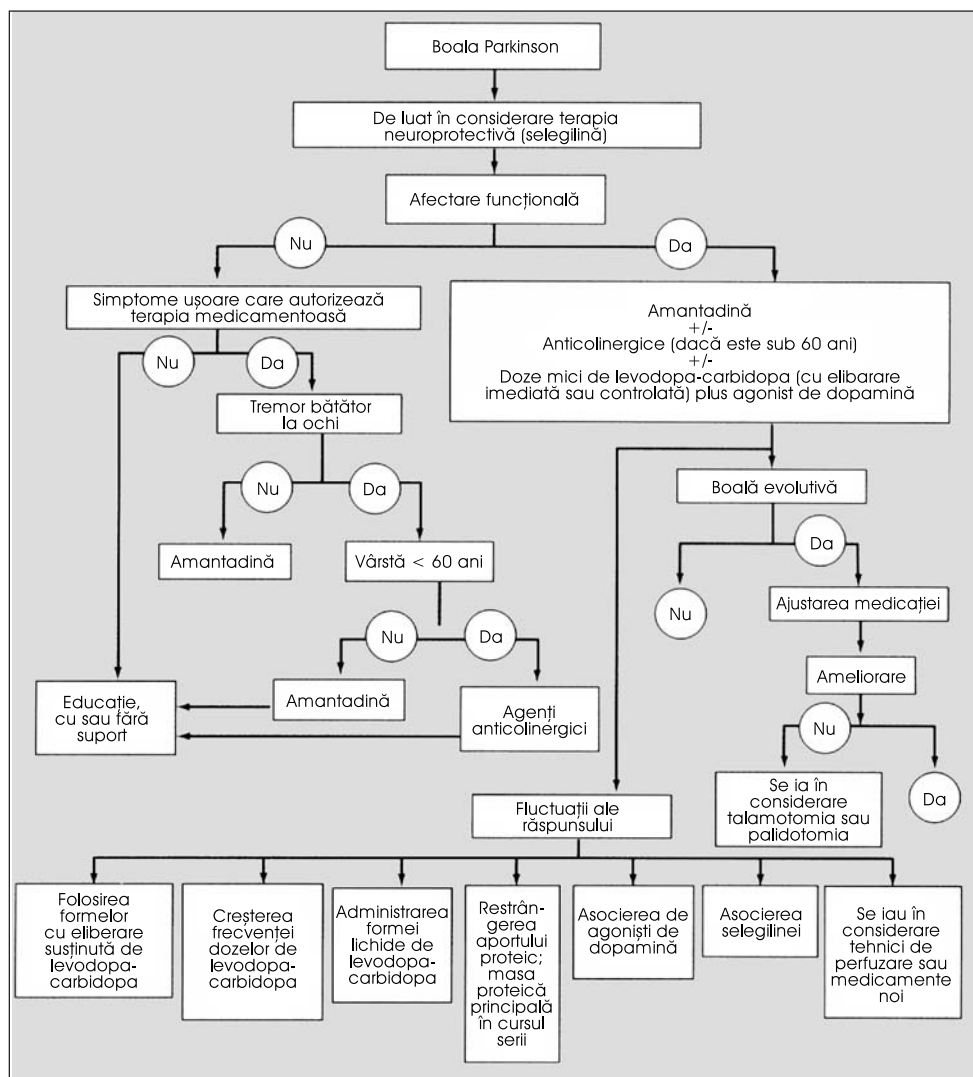 Boala Parkinson
De luat în considerare terapia
neuroprotectivă (selegilină)
Afectare funcțională
Nu
Da
Simptome ușoare care autorizează
terapia medicamentoasă
Amantadină
+/-
Anticolinergice (dacă este sub 60 ani)
+/-
Doze mici de levodopa-carbidopa (cu elibarare
imediată sau controlată) plus agonist de dopamină
Nu
Da
Tremor bătător
la ochi
Nu
Da
Boală evolutivă
Amantadină
Vârstă < 60 ani
Da
Nu
Ajustarea medicației
Nu
Da
Ameliorare
Educație,
cu sau fără
suport
Amantadină
Agenți
anticolinergici
Nu
Da
Se ia în
considerare
talamotomia sau
palidotomia
Fluctuații ale
răspunsului
Folosirea
formelor
cu eliberare
susținută de
levodopa-
carbidopa
Creșterea
frecvenței
dozelor de
levodopa-
carbidopa
Administrarea
formei
lichide de
levodopa-
carbidopa
Restrân-
gerea
aportului
proteic;
masa
proteică
principală
în cursul
serii
Asocierea de
agoniști de
dopamină
Asocierea
selegilinei
Se iau în
considerare
tehnici de
perfuzare sau
medicamente
noi